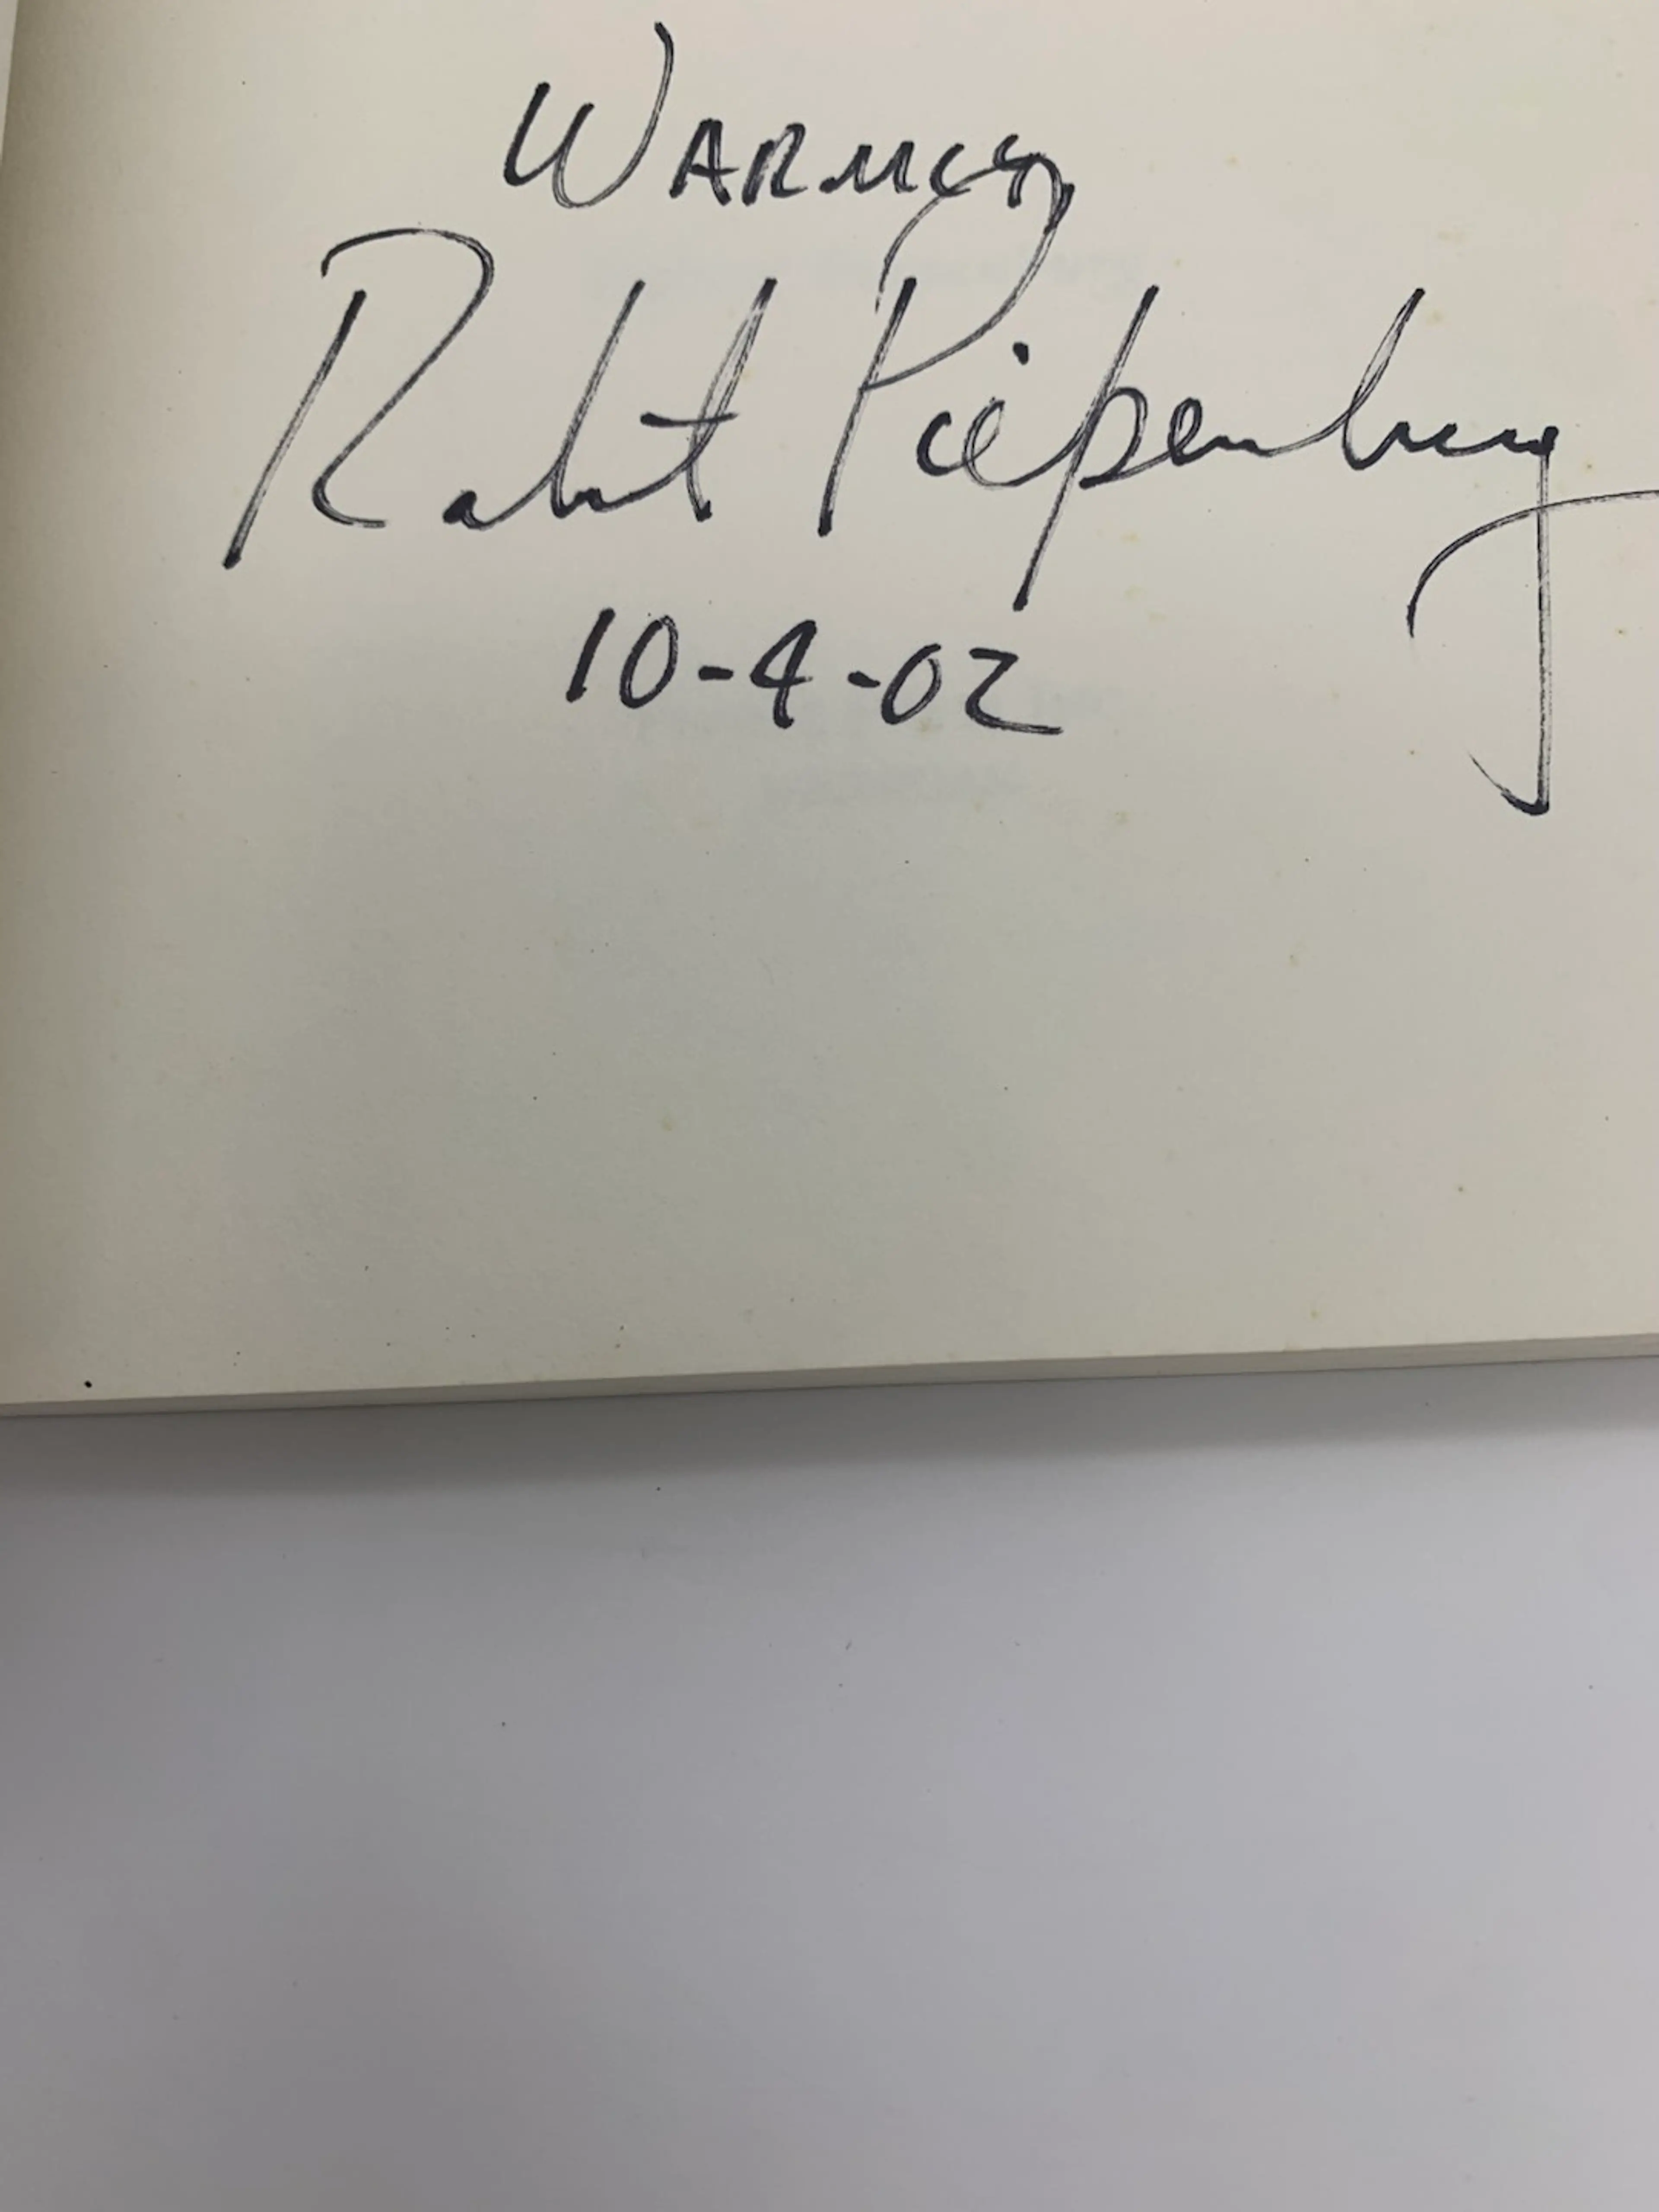 WARMLY,
Robert Piepenburg
10-4-02